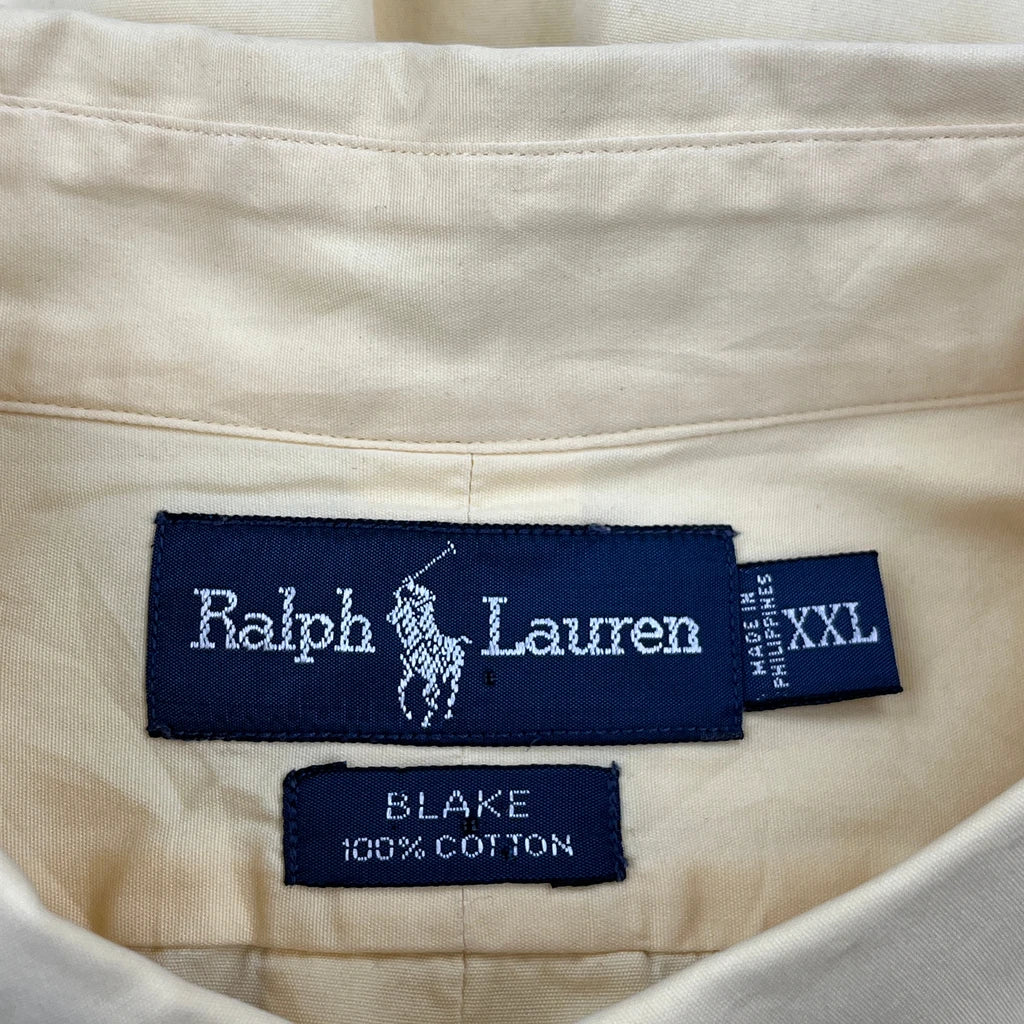 Ralph Lauren
MADE IN
PHILIPPINES
XXL
BLAKE
100% COTTON